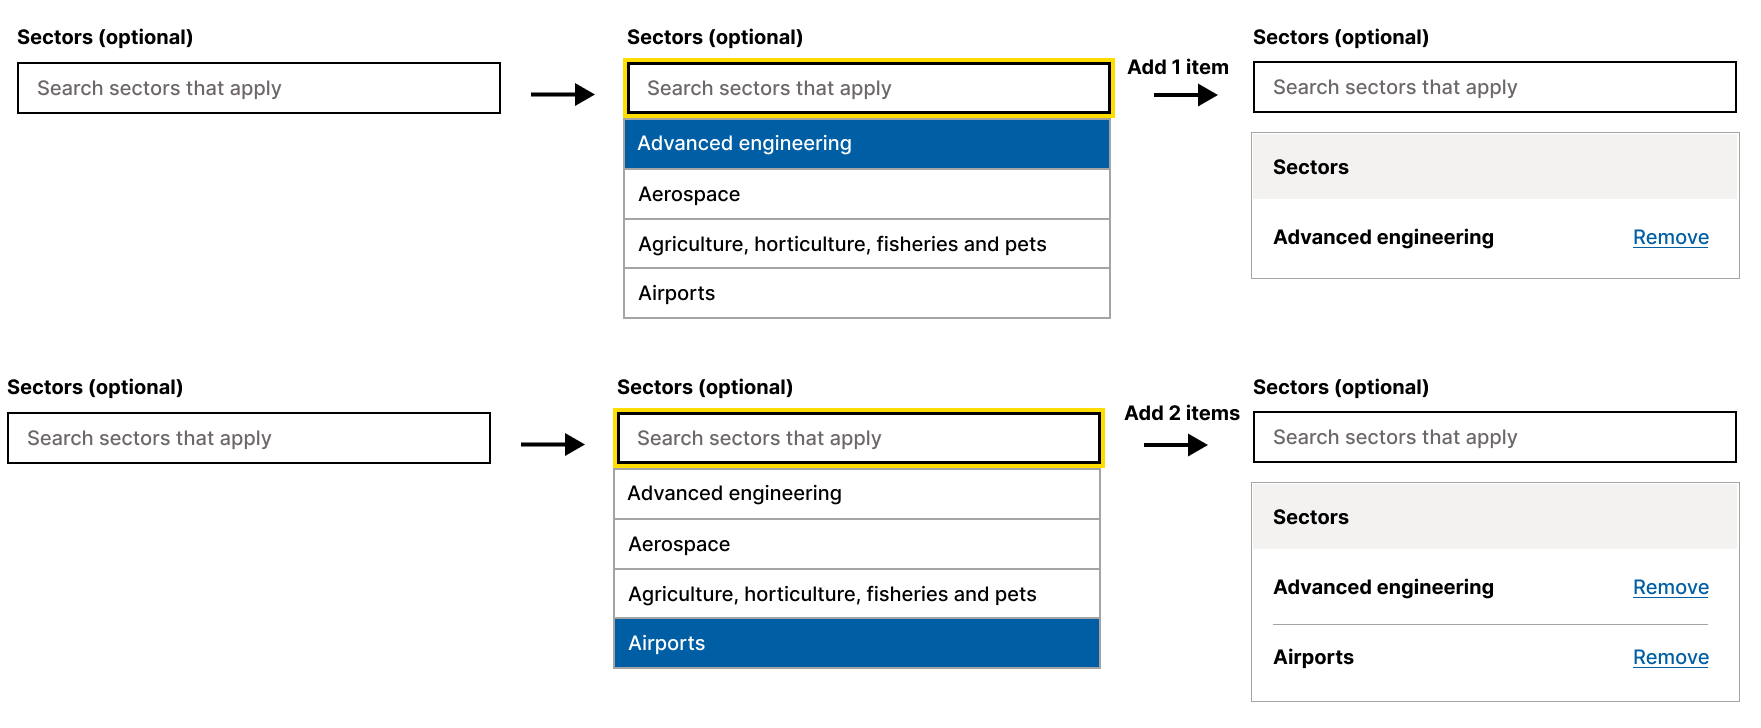 Sectors (optional)
Search sectors that apply
Sectors (optional)
Search sectors that apply
Advanced engineering
Aerospace
Agriculture, horticulture, fisheries and pets
Airports
Add 1 item
Sectors (optional)
Search sectors that apply
Sectors
Advanced engineering Remove
Sectors (optional)
Search sectors that apply
Sectors (optional)
Search sectors that apply
Advanced engineering
Aerospace
Agriculture, horticulture, fisheries and pets
Airports
Add 2 items
Sectors (optional)
Search sectors that apply
Sectors
Advanced engineering Remove
Airports Remove